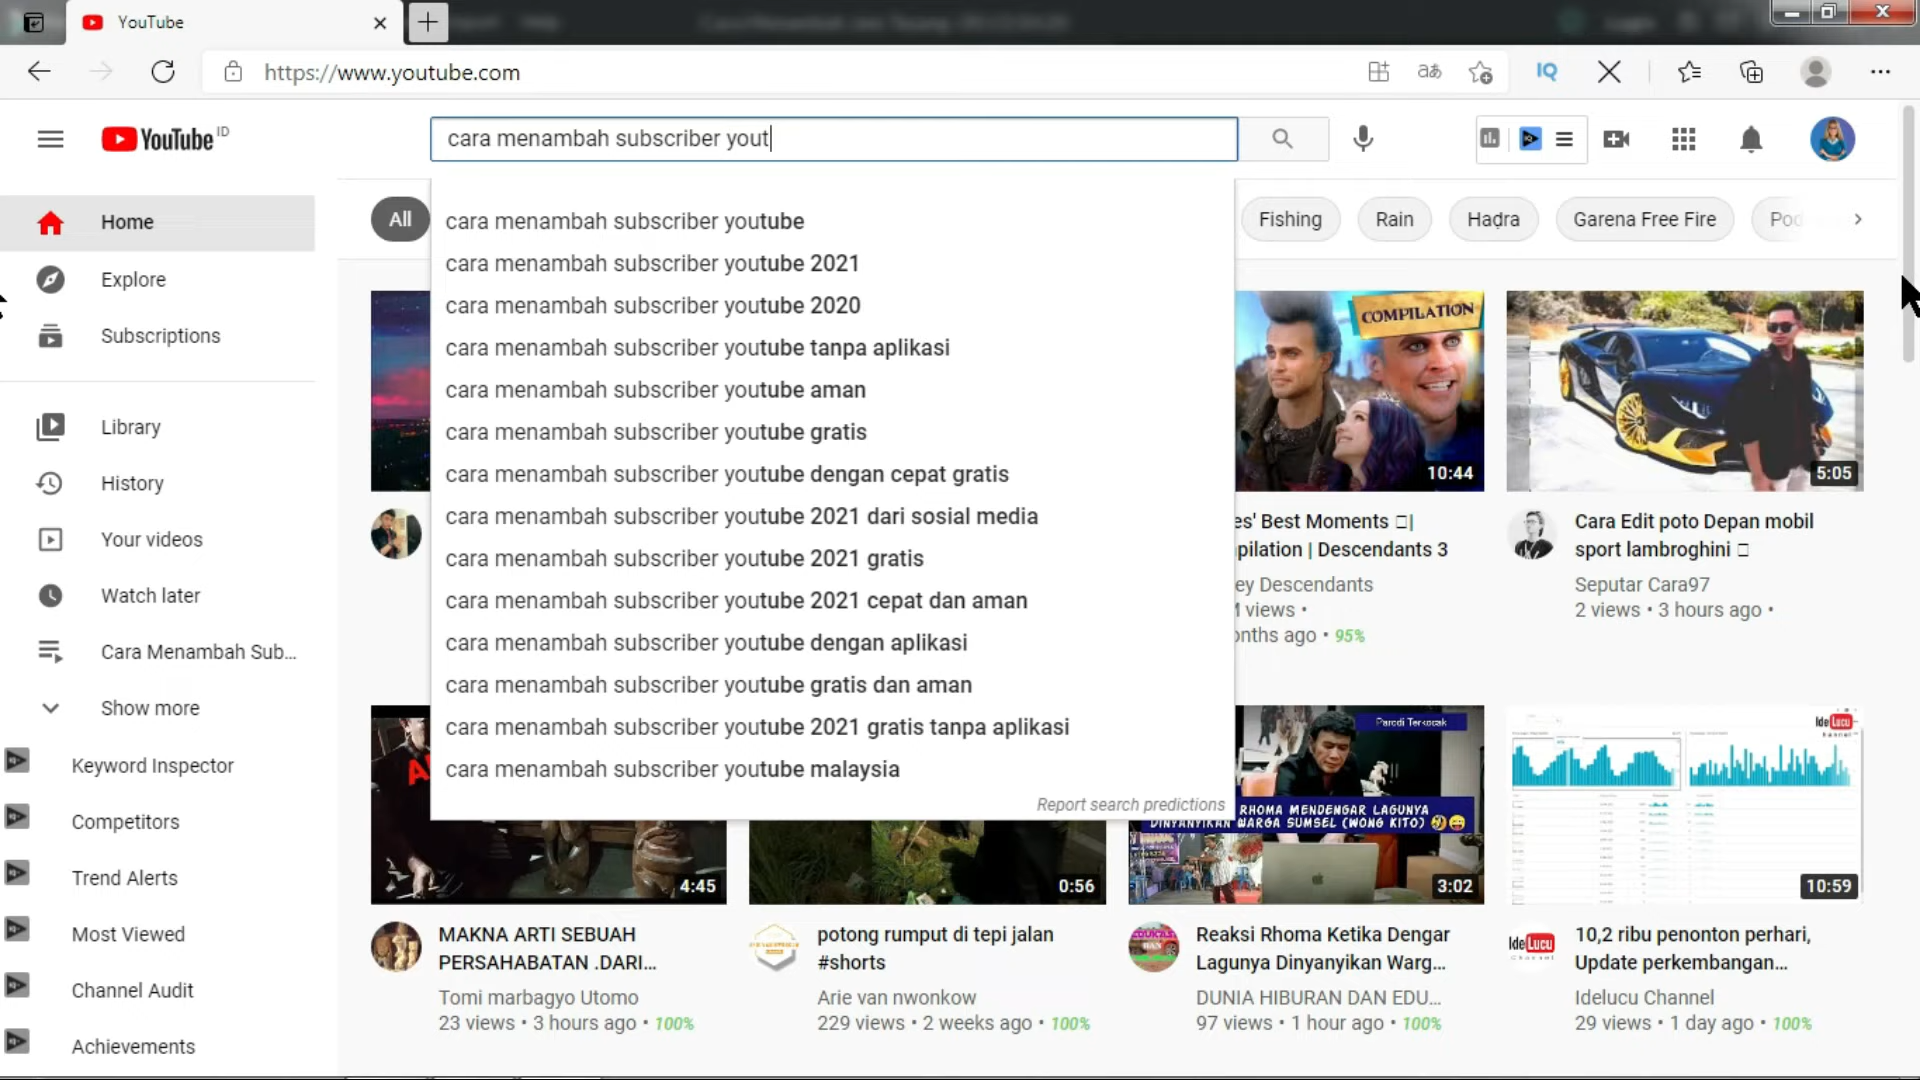 YouTube
https://www.youtube.com
IQ
YouTube ID
cara menambah subscriber yout
Home
Explore
Subscriptions
Library
History
Your videos
Watch later
Cara Menambah Sub...
Show more
Keyword Inspector
Competitors
Trend Alerts
Most Viewed
Channel Audit
Achievements
All
Fishing
Rain
Haḍra
Garena Free Fire
cara menambah subscriber youtube
cara menambah subscriber youtube 2021
cara menambah subscriber youtube 2020
cara menambah subscriber youtube tanpa aplikasi
cara menambah subscriber youtube aman
cara menambah subscriber youtube gratis
cara menambah subscriber youtube dengan cepat gratis
cara menambah subscriber youtube 2021 dari sosial media
cara menambah subscriber youtube 2021 gratis
cara menambah subscriber youtube 2021 cepat dan aman
cara menambah subscriber youtube dengan aplikasi
cara menambah subscriber youtube gratis dan aman
cara menambah subscriber youtube 2021 gratis tanpa aplikasi
cara menambah subscriber youtube malaysia
Report search predictions
COMPILATION
10:44
es' Best Moments □|
pilation | Descendants 3
ey Descendants
views •
onths ago • 95%
5:05
Cara Edit poto Depan mobil
sport lambroghini □
Seputar Cara97
2 views • 3 hours ago •
4:45
MAKNA ARTI SEBUAH
PERSAHABATAN .DARI...
Tomi marbagyo Utomo
23 views • 3 hours ago • 100%
0:56
potong rumput di tepi jalan
#shorts
Arie van nwonkow
229 views • 2 weeks ago • 100%
Parodi Terkocak
RHOMA MENDENGAR LAGUNYA
DINYANYIKAN WARGA SUMSEL (WONG KITO)
3:02
Reaksi Rhoma Ketika Dengar
Lagunya Dinyanyikan Warg...
DUNIA HIBURAN DAN EDU...
97 views • 1 hour ago • 100%
IdeLucu
10:59
IdeLucu
Channel
10,2 ribu penonton perhari,
Update perkembangan...
Idelucu Channel
29 views • 1 day ago • 100%